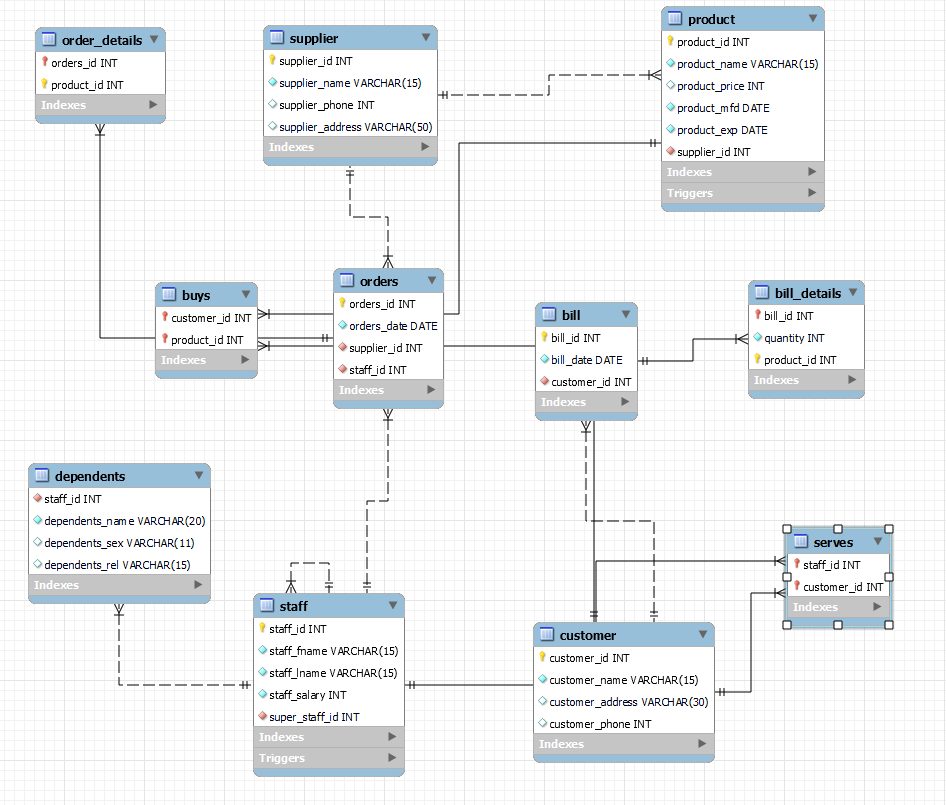 order_details
orders_id INT
product_id INT
Indexes
supplier
supplier_id INT
supplier_name VARCHAR(15)
supplier_phone INT
supplier_address VARCHAR(50)
Indexes
product
product_id INT
product_name VARCHAR(15)
product_price INT
product_mfd DATE
product_exp DATE
supplier_id INT
Indexes
Triggers
buys
customer_id INT
product_id INT
Indexes
orders
orders_id INT
orders_date DATE
supplier_id INT
staff_id INT
Indexes
bill
bill_id INT
bill_date DATE
customer_id INT
Indexes
bill_details
bill_id INT
quantity INT
product_id INT
Indexes
dependents
staff_id INT
dependents_name VARCHAR(20)
dependents_sex VARCHAR(11)
dependents_rel VARCHAR(15)
Indexes
staff
staff_id INT
staff_fname VARCHAR(15)
staff_lname VARCHAR(15)
staff_salary INT
super_staff_id INT
Indexes
Triggers
customer
customer_id INT
customer_name VARCHAR(15)
customer_address VARCHAR(30)
customer_phone INT
Indexes
serves
staff_id INT
customer_id INT
Indexes